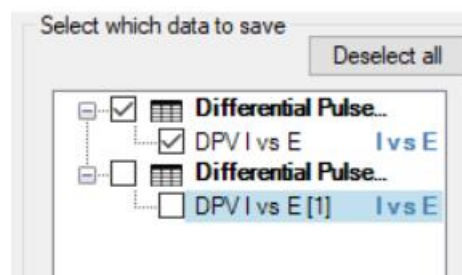 Select which data to save
Deselect all
Differential Pulse...
DPV I vs E I vs E
Differential Pulse...
DPV I vs E [1] I vs E